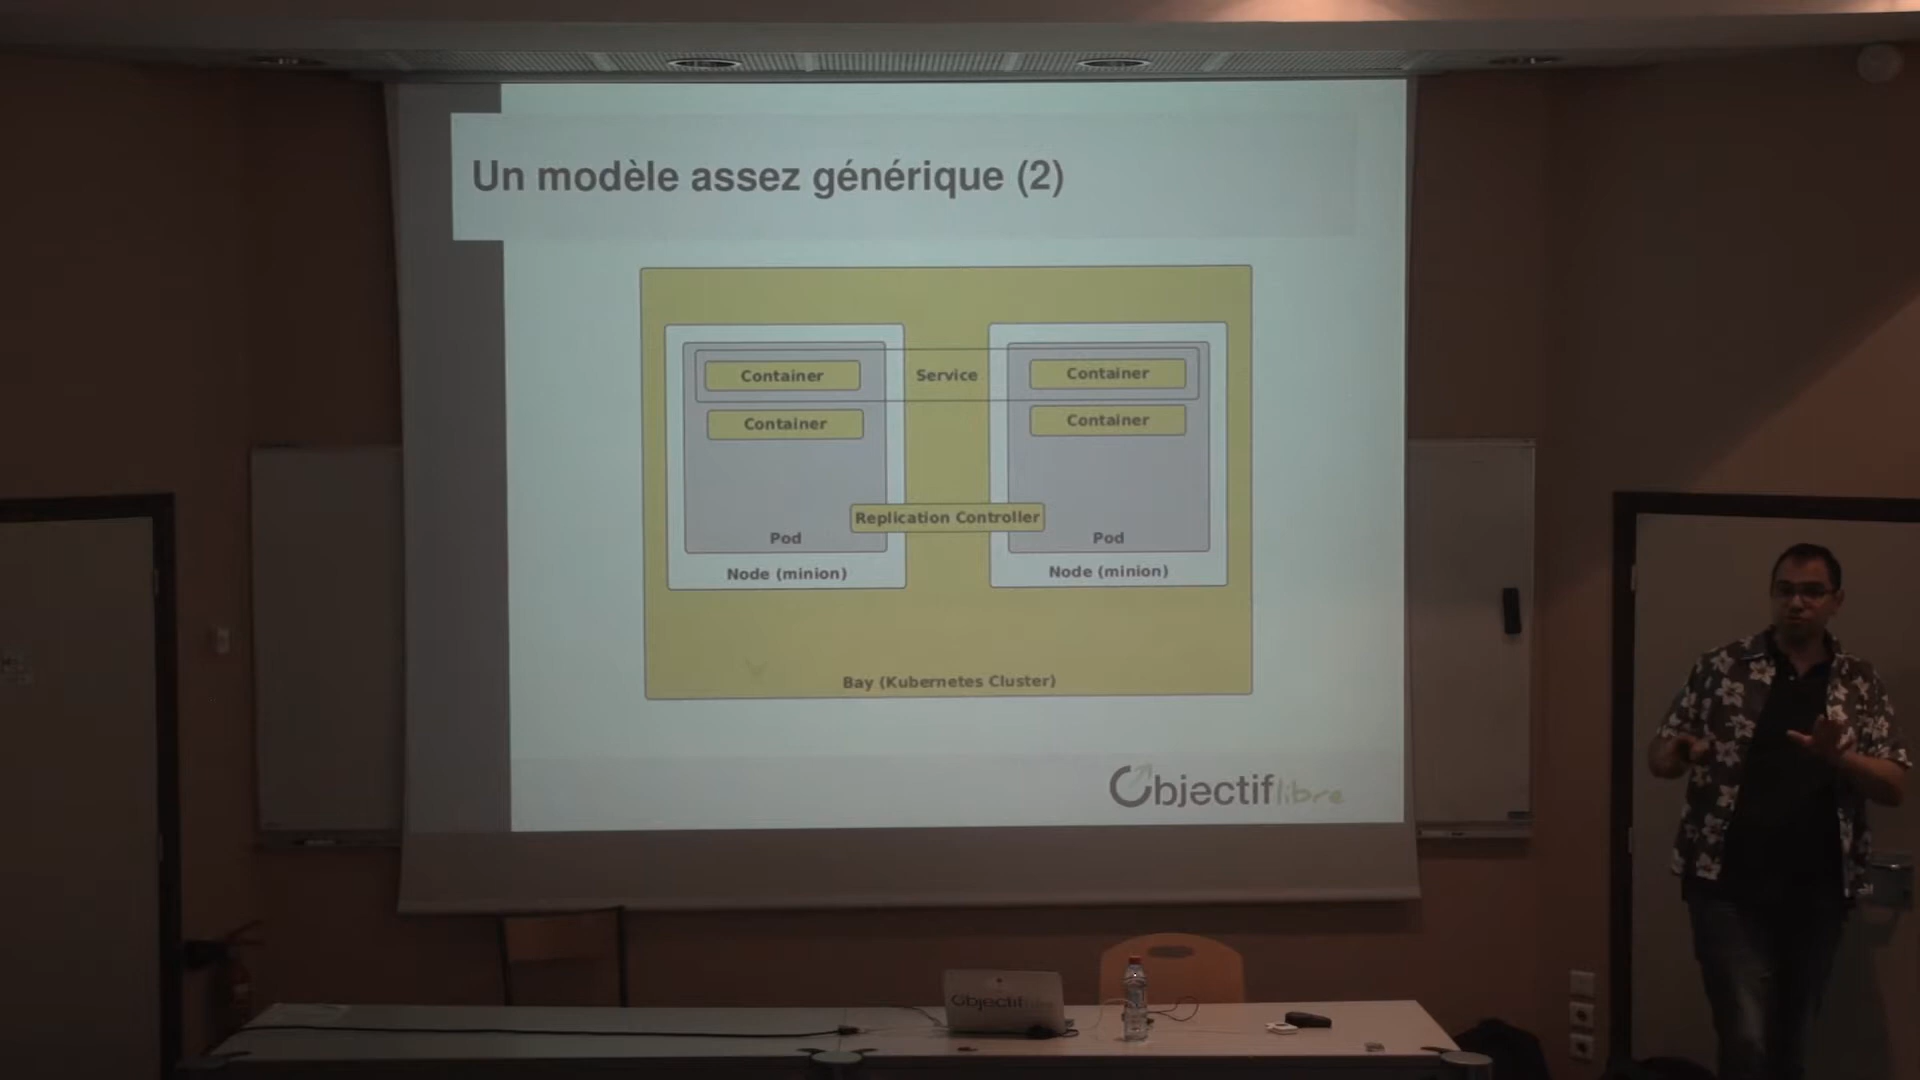 Un modèle assez générique (2)
Container
Service
Container
Container
Container
Replication Controller
Pod
Pod
Node (minion)
Node (minion)
Bay (Kubernetes Cluster)
Objectif libre
Objectif